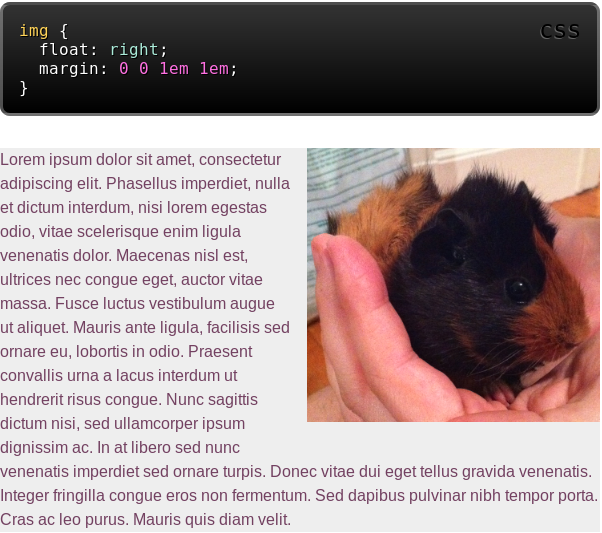 CSS
img {
  float: right;
  margin: 0 0 1em 1em;
}
Lorem ipsum dolor sit amet, consectetur
adipiscing elit. Phasellus imperdiet, nulla
et dictum interdum, nisi lorem egestas
odio, vitae scelerisque enim ligula
venenatis dolor. Maecenas nisl est,
ultrices nec congue eget, auctor vitae
massa. Fusce luctus vestibulum augue
ut aliquet. Mauris ante ligula, facilisis sed
ornare eu, lobortis in odio. Praesent
convallis urna a lacus interdum ut
hendrerit risus congue. Nunc sagittis
dictum nisi, sed ullamcorper ipsum
dignissim ac. In at libero sed nunc
venenatis imperdiet sed ornare turpis. Donec vitae dui eget tellus gravida venenatis.
Integer fringilla congue eros non fermentum. Sed dapibus pulvinar nibh tempor porta.
Cras ac leo purus. Mauris quis diam velit.